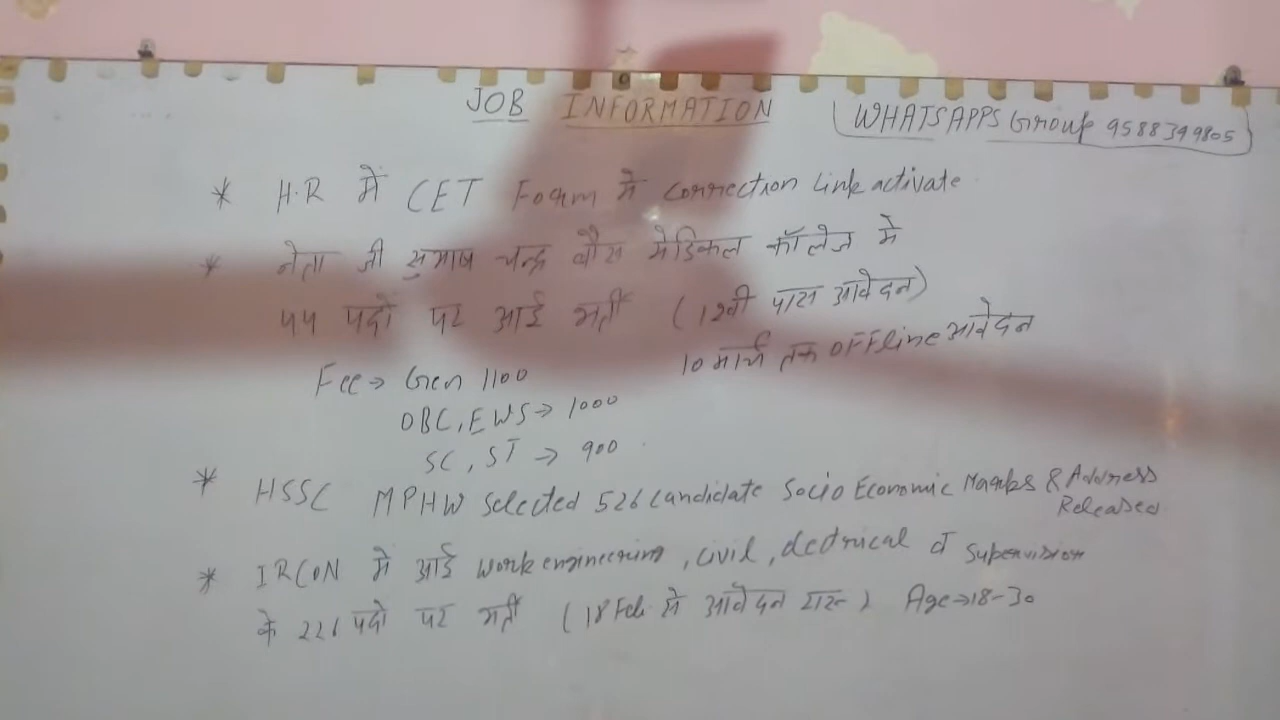 JOB INFORMATION
WHATSAPPS Group 9588349805
* H.R मे CET Foam मे correction Link activate
* नेता जी सुभाष चन्द्र बौस मेडिकल कॉलेज मे
पदो पर आई भर्ती (12वी पास आवेदन)
10 मार्च तक OFFline आवेदन
Fee → Gen 1100
OBC, EWS → 1000
SC, ST → 900
* HSSC MPHW Selected 526 Candidate Socio Economic Marks & Address
Released
* IRCON मे आई work engineering, civil, electrical व Supervision
के पदो पर भर्ती (18 Feb से आवेदन शुरू) Age → 18-30